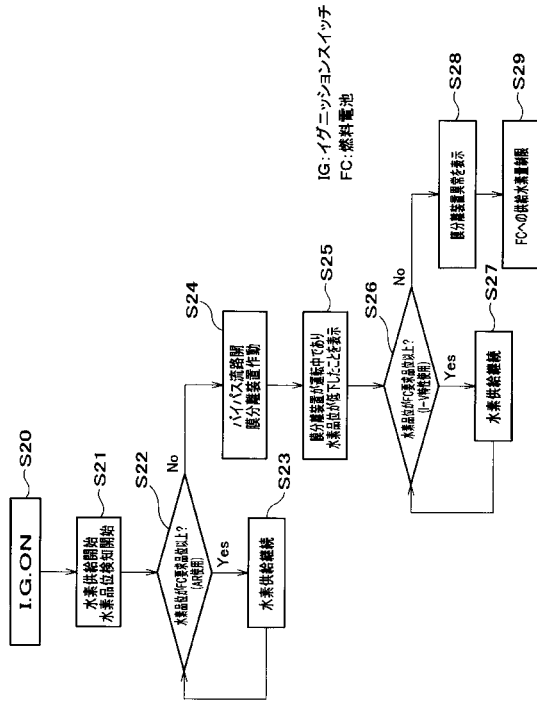 S20
I.G.ON
S21
水素供給開始
水素品位検知開始
S22
水素品位がFC要求品位以上?
(AR使用)
No
Yes
S23
水素供給継続
S24
バイパス流路開
膜分離装置作動
S25
膜分離装置が運転中であり
水素品位が低下したことを表示
S26
水素品位がFC要求品位以上?
(I-V特性使用)
No
Yes
S27
水素供給継続
S28
膜分離装置異常を表示
S29
FCへの供給水素量制限
IG:イグニッションスイッチ
FC:燃料電池